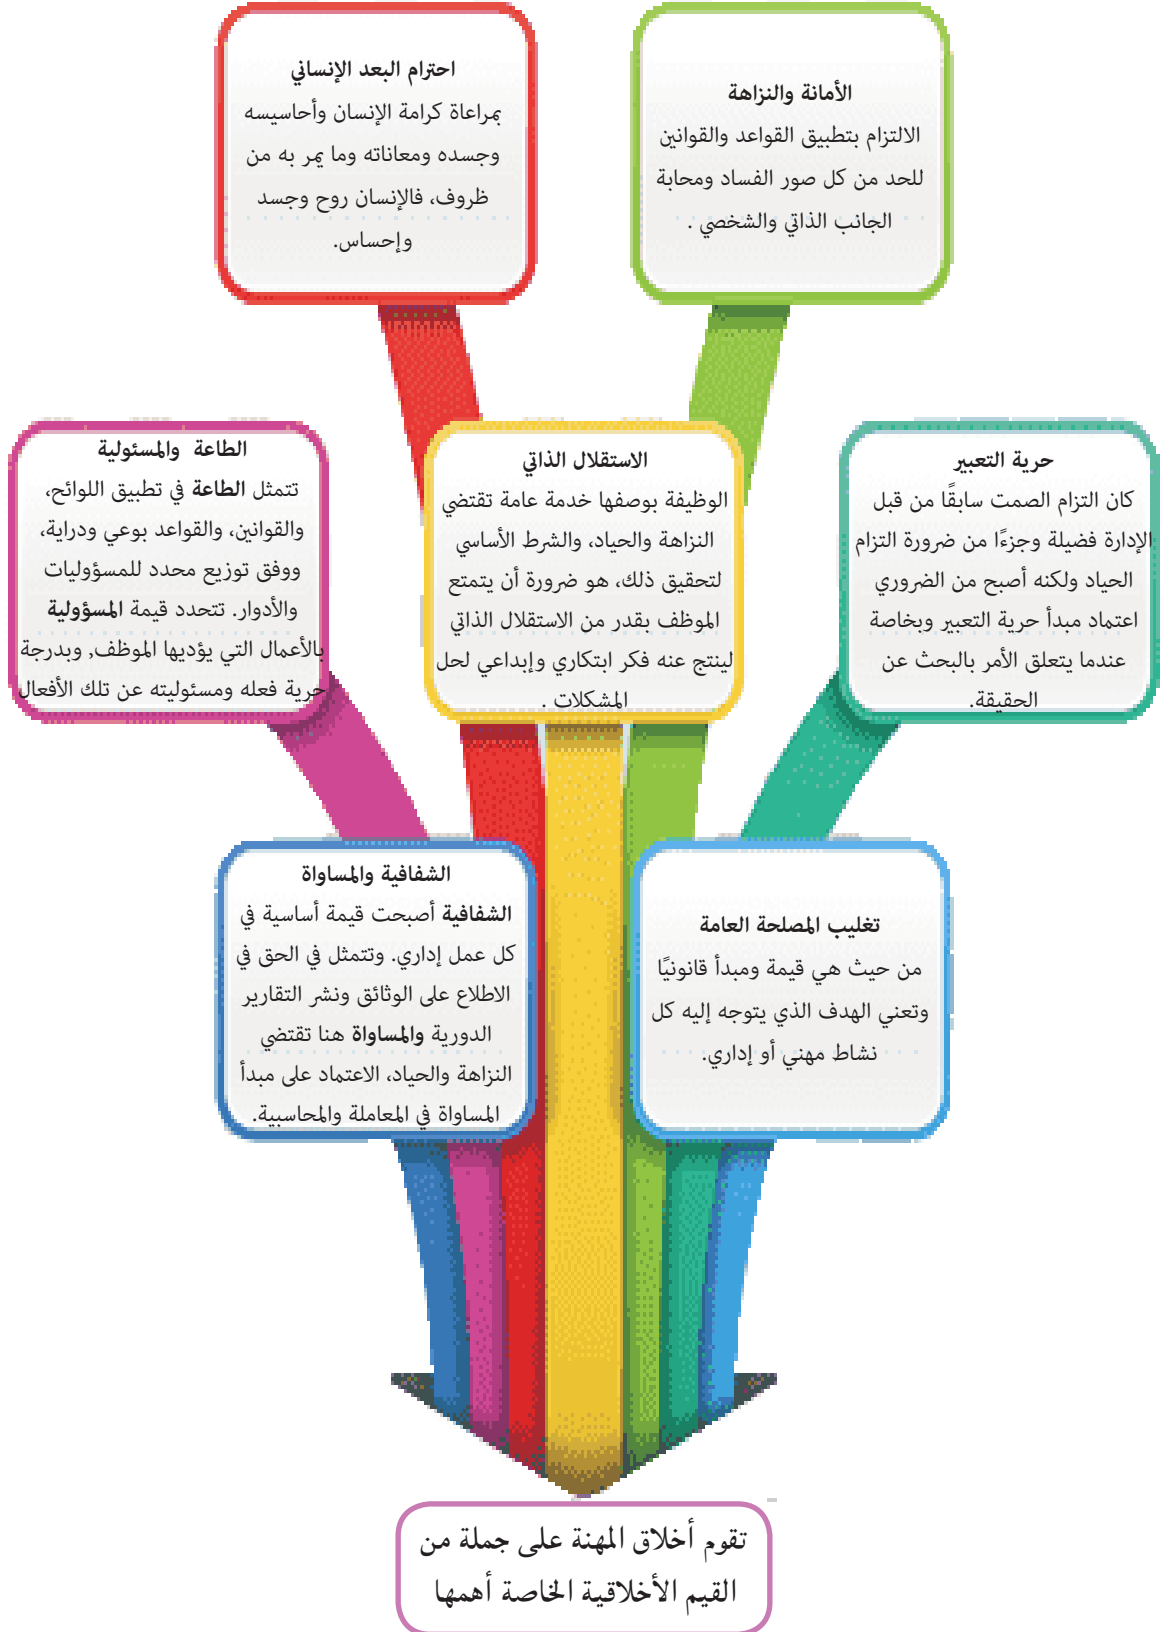 الأمانة والنزاهة
الالتزام بتطبيق القواعد والقوانين
للحد من كل صور الفساد ومحابة
الجانب الذاتي والشخصي .
احترام البعد الإنساني
بمراعاة كرامة الإنسان وأحاسيسه
وجسده ومعاناته وما يمر به من
ظروف، فالإنسان روح وجسد
وإحساس.
حرية التعبير
كان التزام الصمت سابقًا من قبل
الإدارة فضيلة وجزءًا من ضرورة التزام
الحياد ولكنه أصبح من الضروري
اعتماد مبدأ حرية التعبير وبخاصة
عندما يتعلق الأمر بالبحث عن
الحقيقة.
الاستقلال الذاتي
الوظيفة بوصفها خدمة عامة تقتضي
النزاهة والحياد، والشرط الأساسي
لتحقيق ذلك، هو ضرورة أن يتمتع
الموظف بقدر من الاستقلال الذاتي
لينتج عنه فكر ابتكاري وإبداعي لحل
المشكلات .
الطاعة والمسئولية
تتمثل الطاعة في تطبيق اللوائح،
والقوانين، والقواعد بوعي ودراية،
ووفق توزيع محدد للمسؤوليات
والأدوار. تتحدد قيمة المسؤولية
بالأعمال التي يؤديها الموظف, وبدرجة
حرية فعله ومسئوليته عن تلك الأفعال
تغليب المصلحة العامة
من حيث هي قيمة ومبدأ قانونيًا
وتعني الهدف الذي يتوجه إليه كل
نشاط مهني أو إداري.
الشفافية والمساواة
الشفافية أصبحت قيمة أساسية في
كل عمل إداري. وتتمثل في الحق في
الاطلاع على الوثائق ونشر التقارير
الدورية والمساواة هنا تقتضي
النزاهة والحياد، الاعتماد على مبدأ
المساواة في المعاملة والمحاسبية.
تقوم أخلاق المهنة على جملة من
القيم الأخلاقية الخاصة أهمها